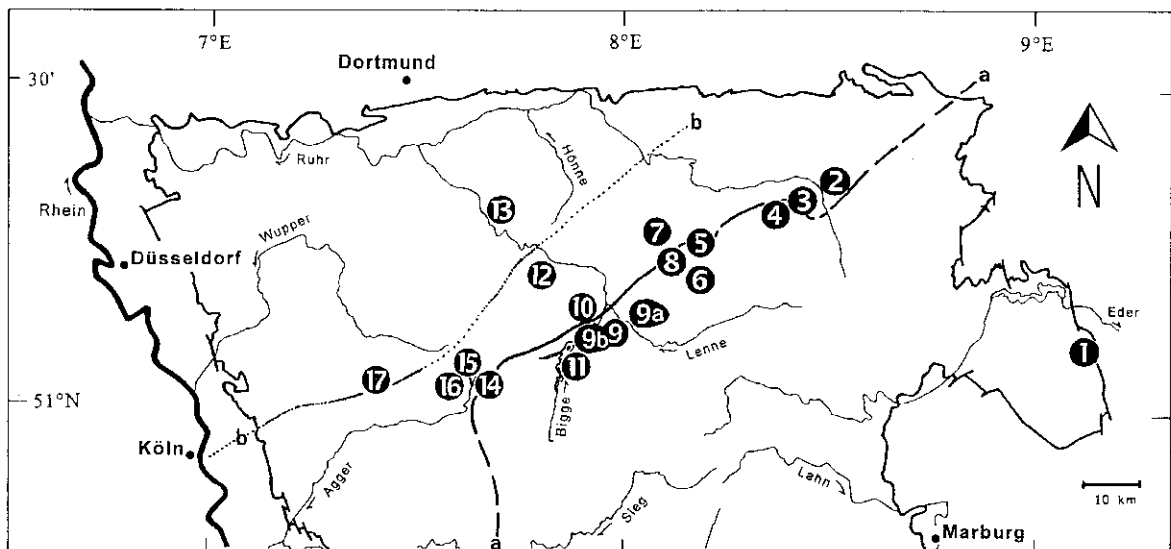 7°E
8°E
9°E
30'
Dortmund
a
b
Ruhr
Hönne
N
Rhein
2
3
4
13
Wupper
7
5
Düsseldorf
8
6
12
10
9a
9
9b
Eder
Lenne
1
15
11
17
16
14
51°N
Bigge
b
Köln
Agger
Lahn
10 km
Sieg
Marburg
a